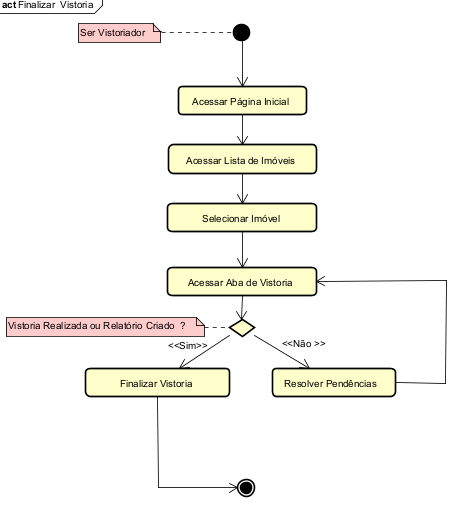 act Finalizar Vistoria
Ser Vistoriador
Acessar Página Inicial
Acessar Lista de Imóveis
Selecionar Imóvel
Acessar Aba de Vistoria
Vistoria Realizada ou Relatório Criado ?
<<Sim>>
<<Não >>
Finalizar Vistoria
Resolver Pendências